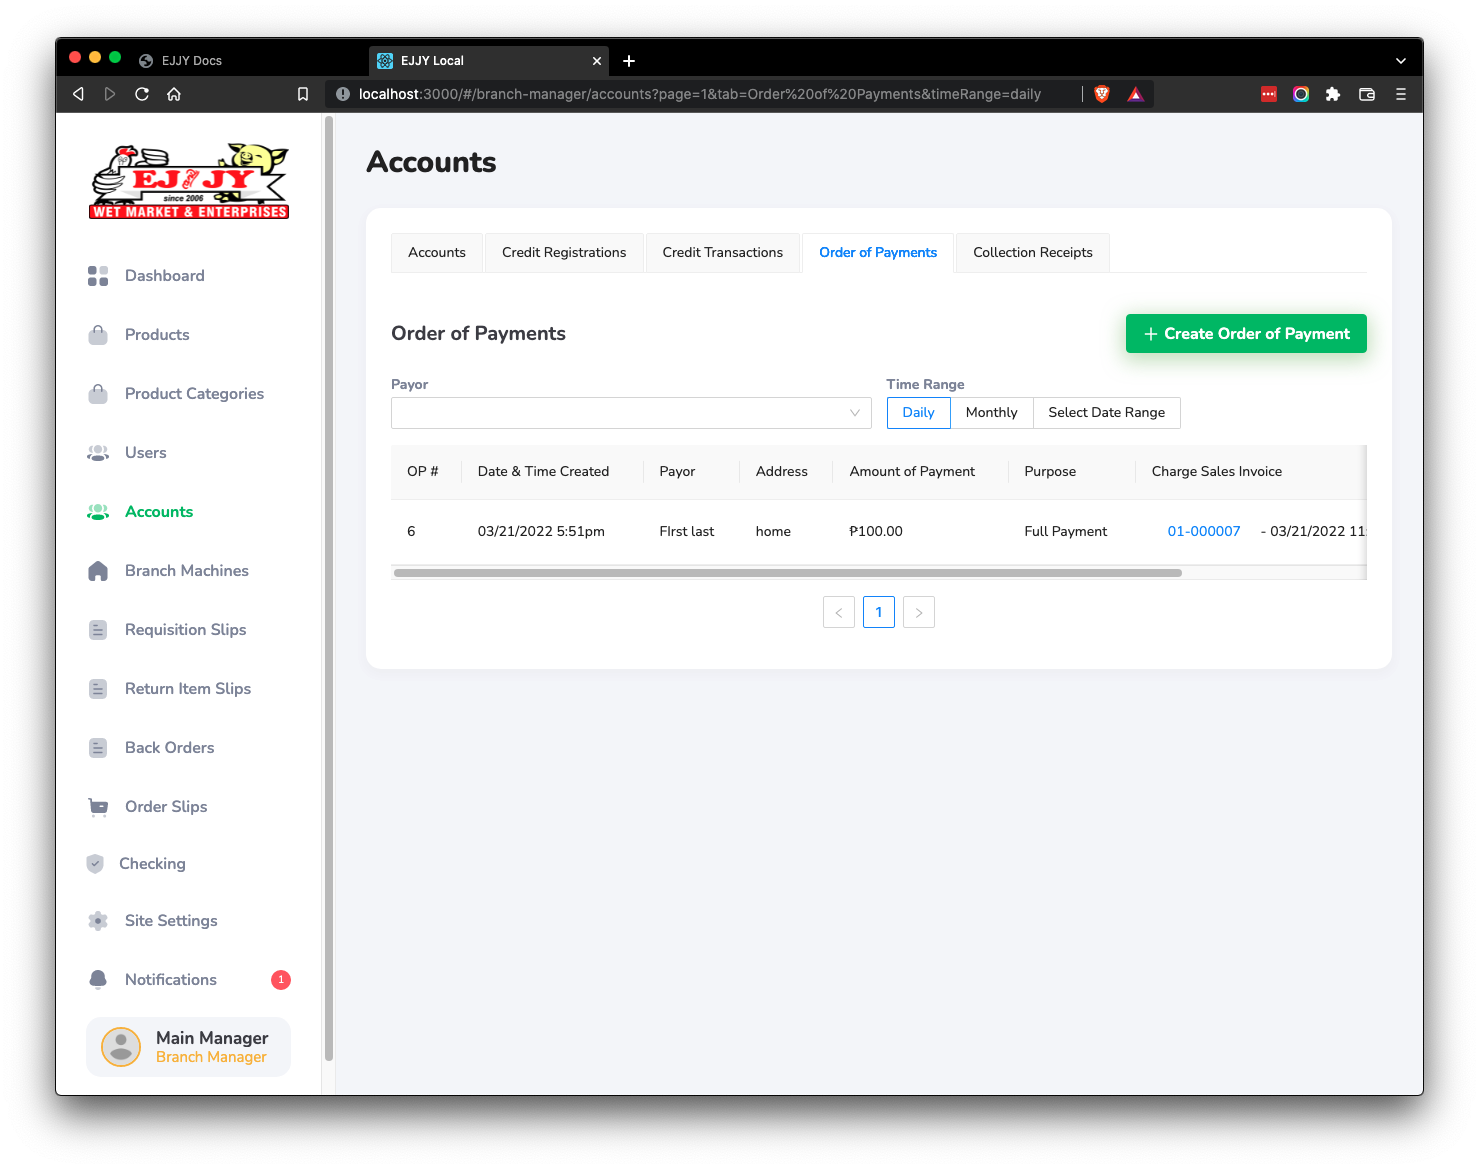 EJJY Docs
EJJY Local
localhost:3000/#/branch-manager/accounts?page=1&tab=Order%20of%20Payments&timeRange=daily
EJ JY
since 2006
WET MARKET & ENTERPRISES
Dashboard
Products
Product Categories
Users
Accounts
Branch Machines
Requisition Slips
Return Item Slips
Back Orders
Order Slips
Checking
Site Settings
Notifications 1
Main Manager
Branch Manager
Accounts
Accounts Credit Registrations Credit Transactions Order of Payments Collection Receipts
Order of Payments
+ Create Order of Payment
Payor Time Range
Daily Monthly Select Date Range
OP # Date & Time Created Payor Address Amount of Payment Purpose Charge Sales Invoice
6 03/21/2022 5:51pm FIrst last home ₱100.00 Full Payment 01-000007 - 03/21/2022 11:
< 1 >